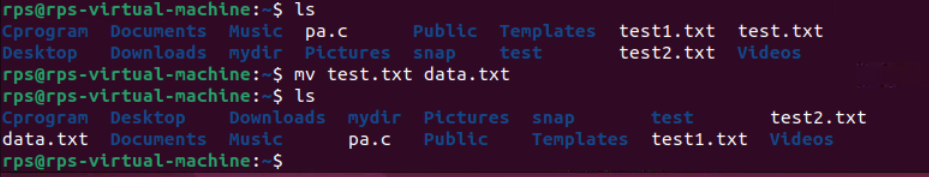 rps@rps-virtual-machine:~$ ls
Cprogram  Documents  Music  pa.c      Public  Templates  test1.txt  test.txt
Desktop   Downloads  mydir  Pictures  snap    test       test2.txt  Videos
rps@rps-virtual-machine:~$ mv test.txt data.txt
rps@rps-virtual-machine:~$ ls
Cprogram  Desktop    Downloads  mydir  Pictures  snap       test       test2.txt
data.txt  Documents  Music      pa.c   Public    Templates  test1.txt  Videos
rps@rps-virtual-machine:~$